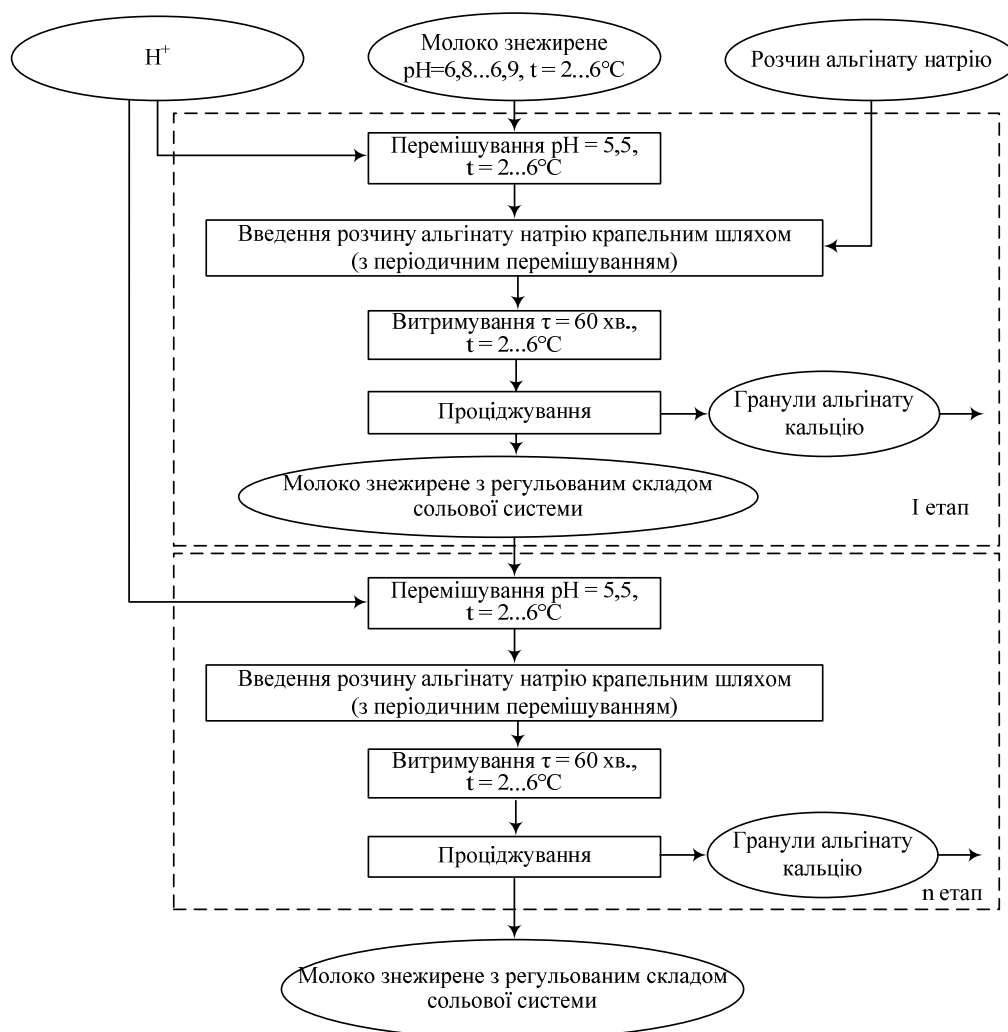 H⁺
Молоко знежирене
pH=6,8...6,9, t = 2...6°C
Розчин альгінату натрію
Перемішування pH = 5,5,
t = 2...6°C
Введення розчину альгінату натрію крапельним шляхом
(з періодичним перемішуванням)
Витримування τ = 60 хв.,
t = 2...6°C
Проціджування
Гранули альгінату
кальцію
Молоко знежирене з регульованим складом
сольової системи
I етап
Перемішування pH = 5,5,
t = 2...6°C
Введення розчину альгінату натрію крапельним шляхом
(з періодичним перемішуванням)
Витримування τ = 60 хв.,
t = 2...6°C
Проціджування
Гранули альгінату
кальцію
n етап
Молоко знежирене з регульованим складом
сольової системи